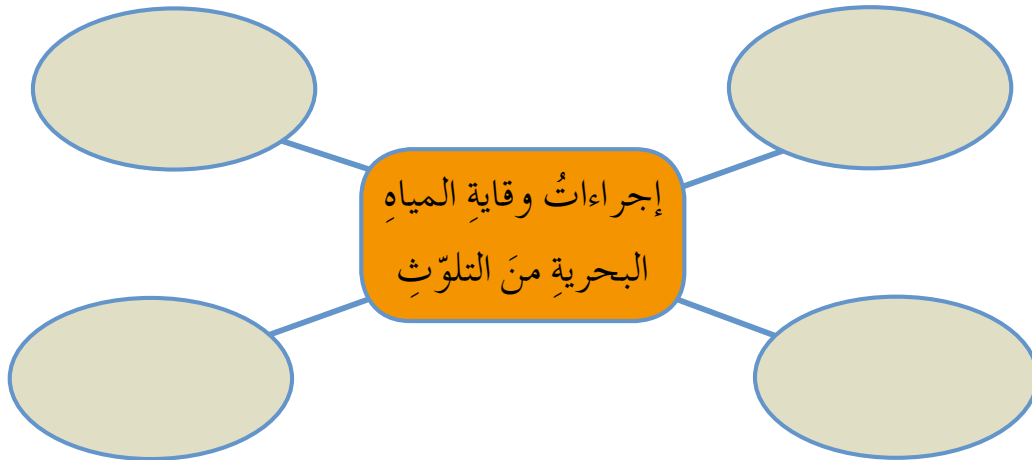 إجراءاتُ وقايةِ المياهِ
البحريةِ منَ التلوّثِ